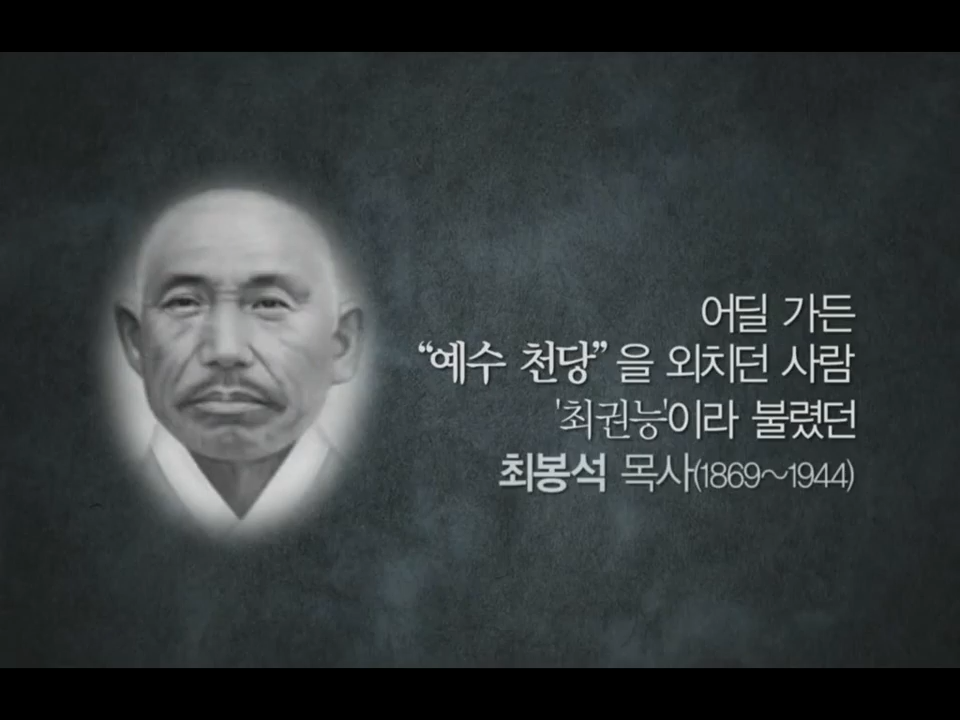 어딜 가든
“예수 천당”을 외치던 사람
'최권능'이라 불렸던
최봉석 목사(1869~1944)